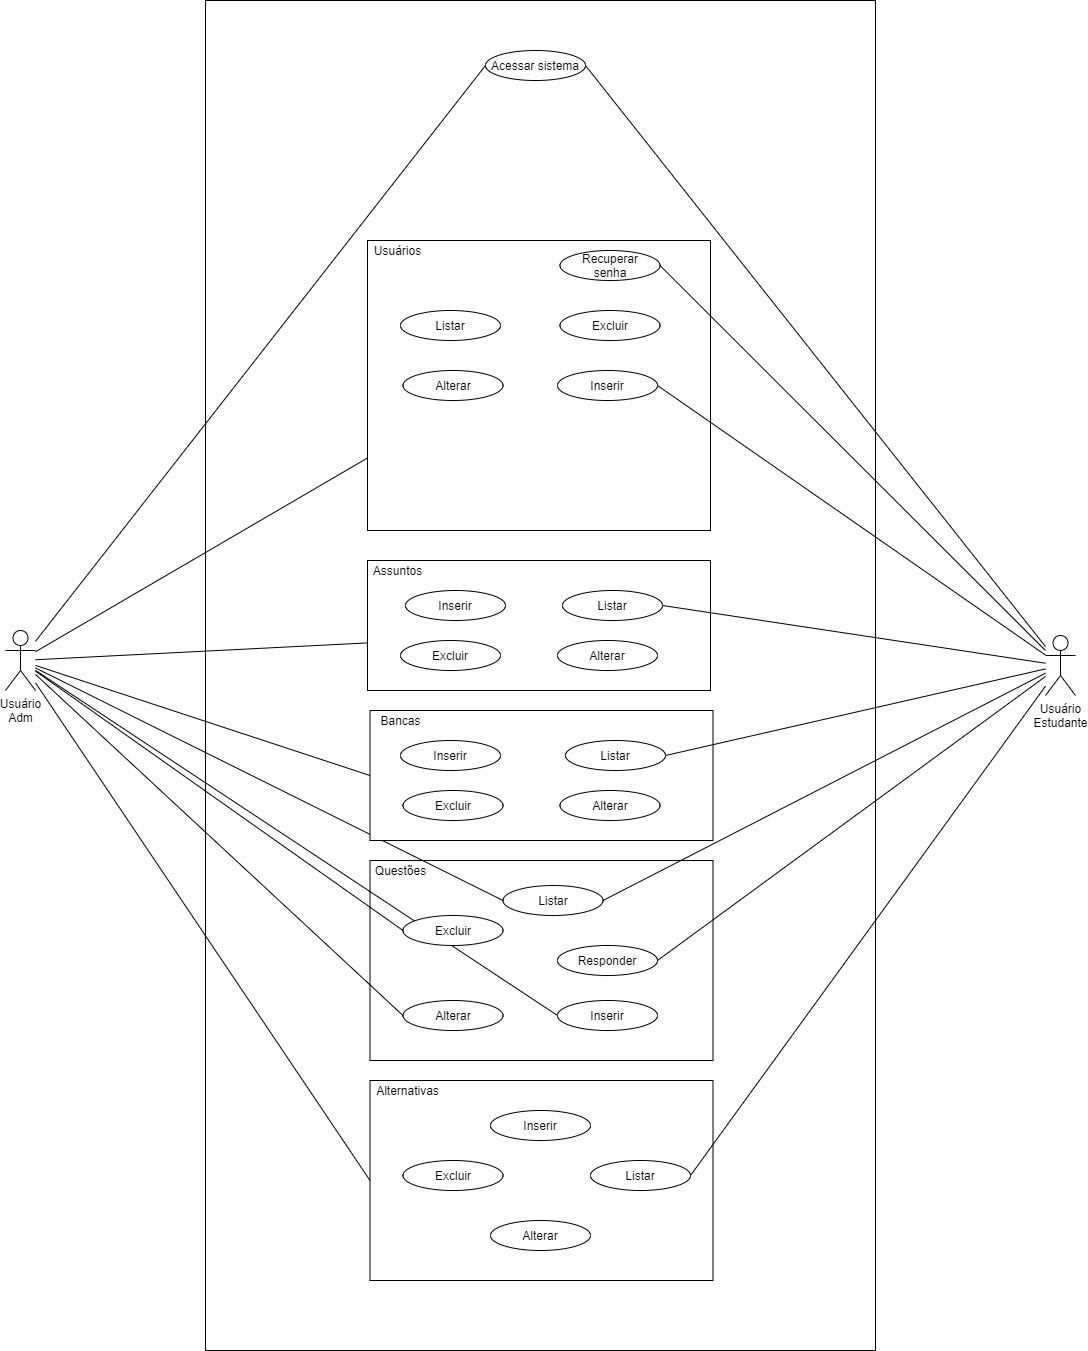 Acessar sistema
Usuários
Recuperar
senha
Listar
Excluir
Alterar
Inserir
Assuntos
Inserir
Listar
Excluir
Alterar
Usuário
Adm
Usuário
Estudante
Bancas
Inserir
Listar
Excluir
Alterar
Questões
Listar
Excluir
Responder
Alterar
Inserir
Alternativas
Inserir
Excluir
Listar
Alterar